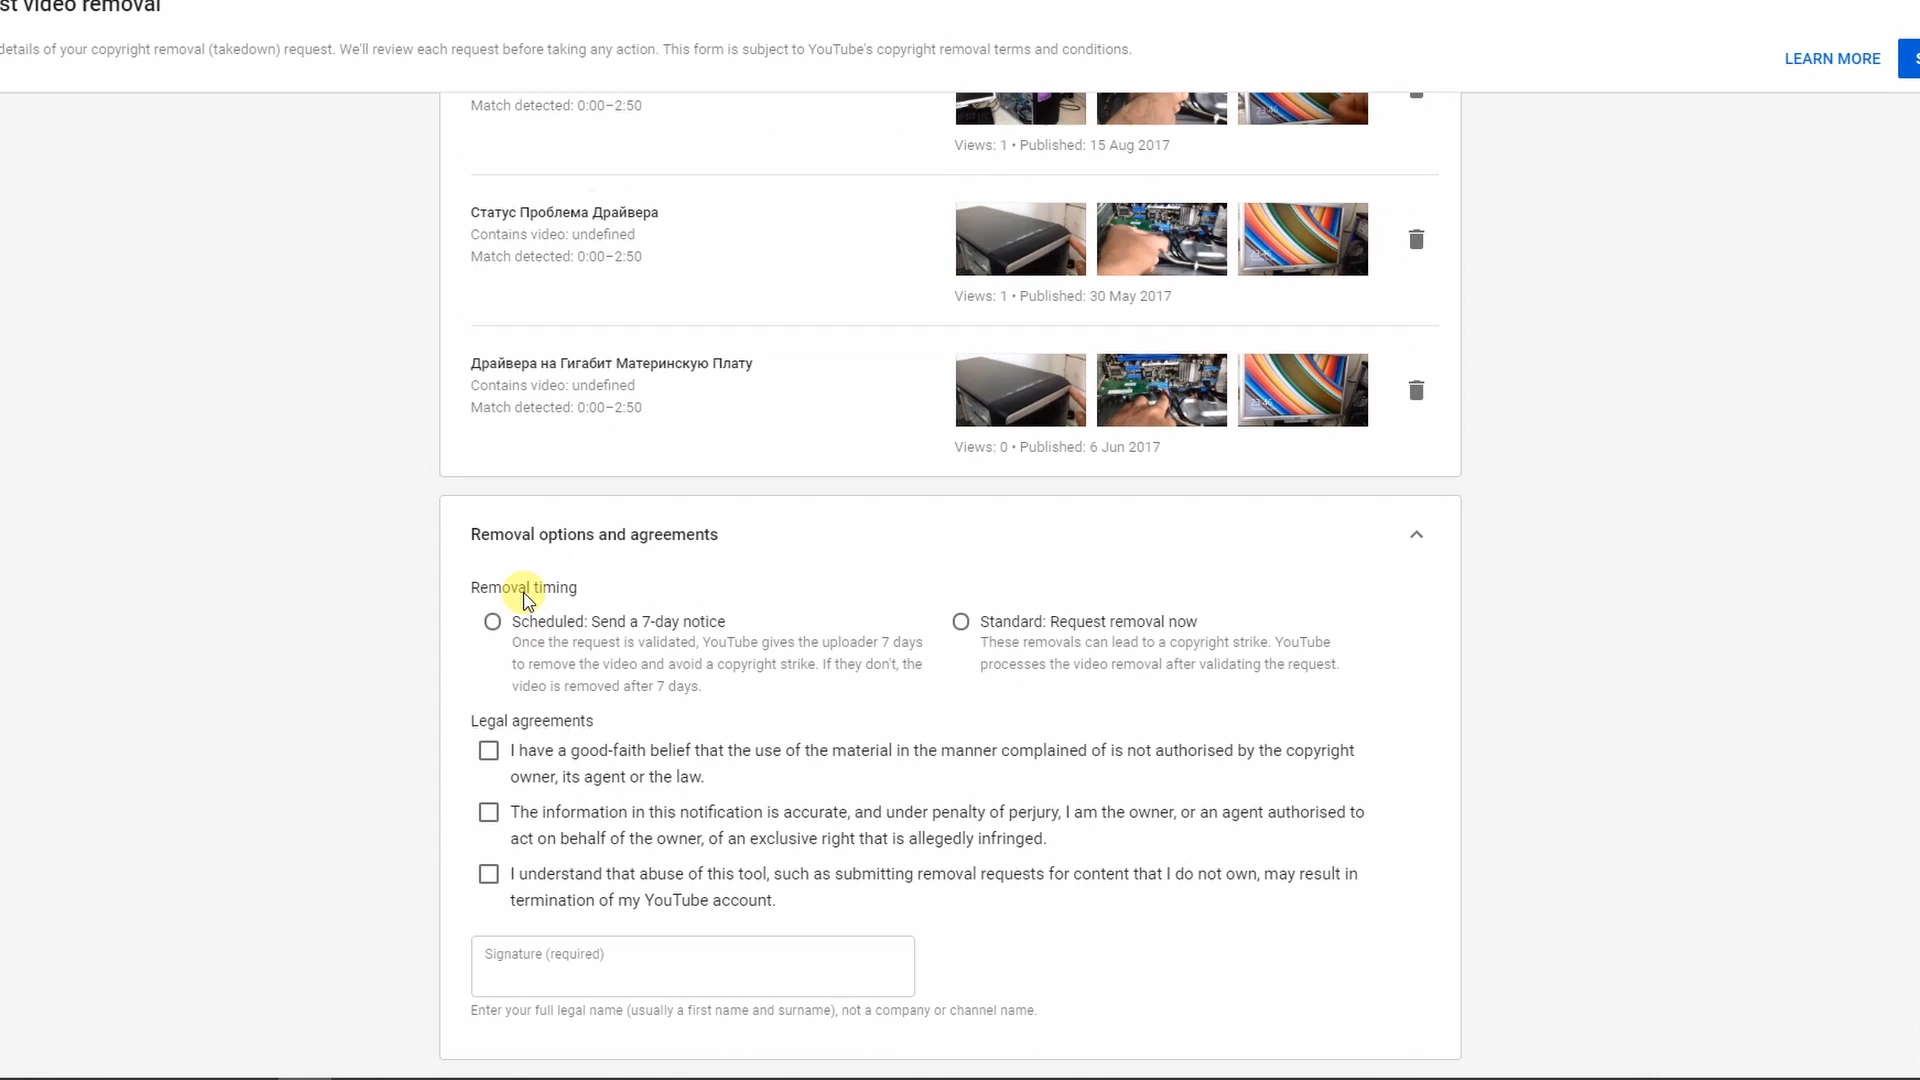 st video removal
details of your copyright removal (takedown) request. We'll review each request before taking any action. This form is subject to YouTube's copyright removal terms and conditions.
LEARN MORE
S
Match detected: 0:00–2:50
Views: 1 • Published: 15 Aug 2017
Статус Проблема Драйвера
Contains video: undefined
Match detected: 0:00–2:50
Views: 1 • Published: 30 May 2017
Драйвера на Гигабит Материнскую Плату
Contains video: undefined
Match detected: 0:00–2:50
Views: 0 • Published: 6 Jun 2017
Removal options and agreements
Removal timing
Scheduled: Send a 7-day notice
Once the request is validated, YouTube gives the uploader 7 days
to remove the video and avoid a copyright strike. If they don't, the
video is removed after 7 days.
Standard: Request removal now
These removals can lead to a copyright strike. YouTube
processes the video removal after validating the request.
Legal agreements
I have a good-faith belief that the use of the material in the manner complained of is not authorised by the copyright
owner, its agent or the law.
The information in this notification is accurate, and under penalty of perjury, I am the owner, or an agent authorised to
act on behalf of the owner, of an exclusive right that is allegedly infringed.
I understand that abuse of this tool, such as submitting removal requests for content that I do not own, may result in
termination of my YouTube account.
Signature (required)
Enter your full legal name (usually a first name and surname), not a company or channel name.